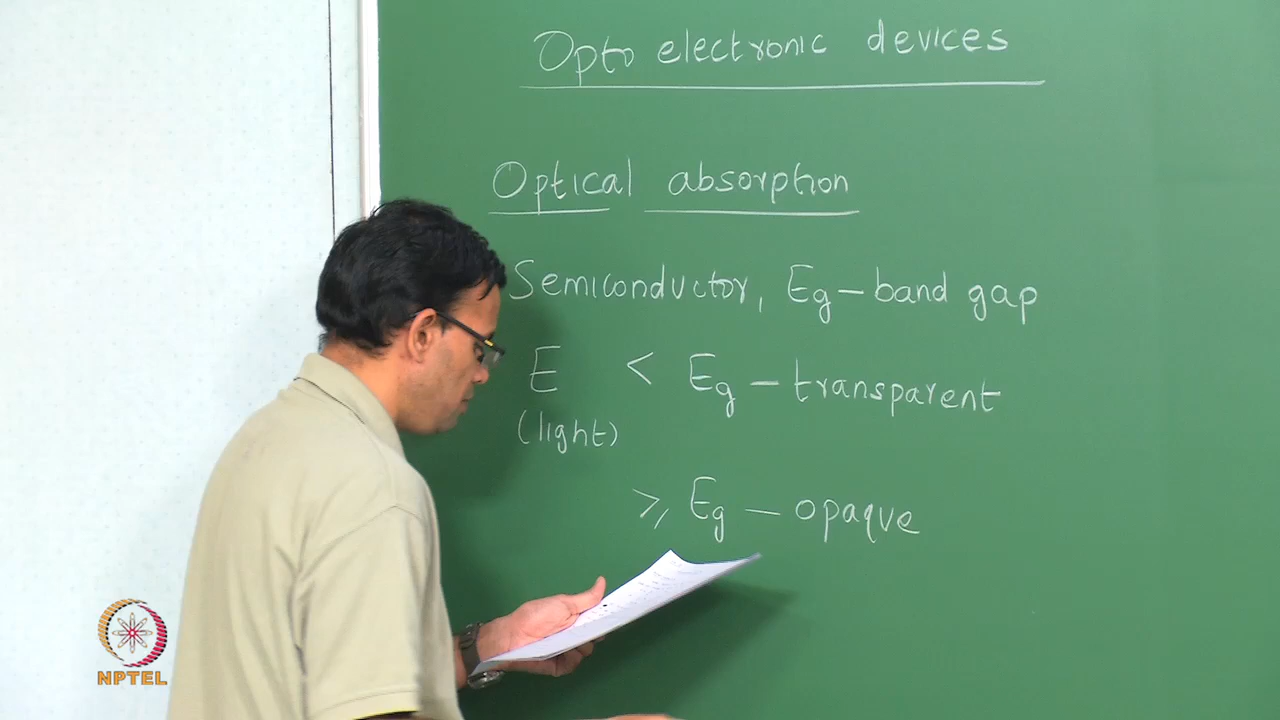 Opto electronic devices
Optical absorption
Semiconductor, Eg – band gap
E < Eg – transparent
(light)
≥ Eg – opaque
NPTEL